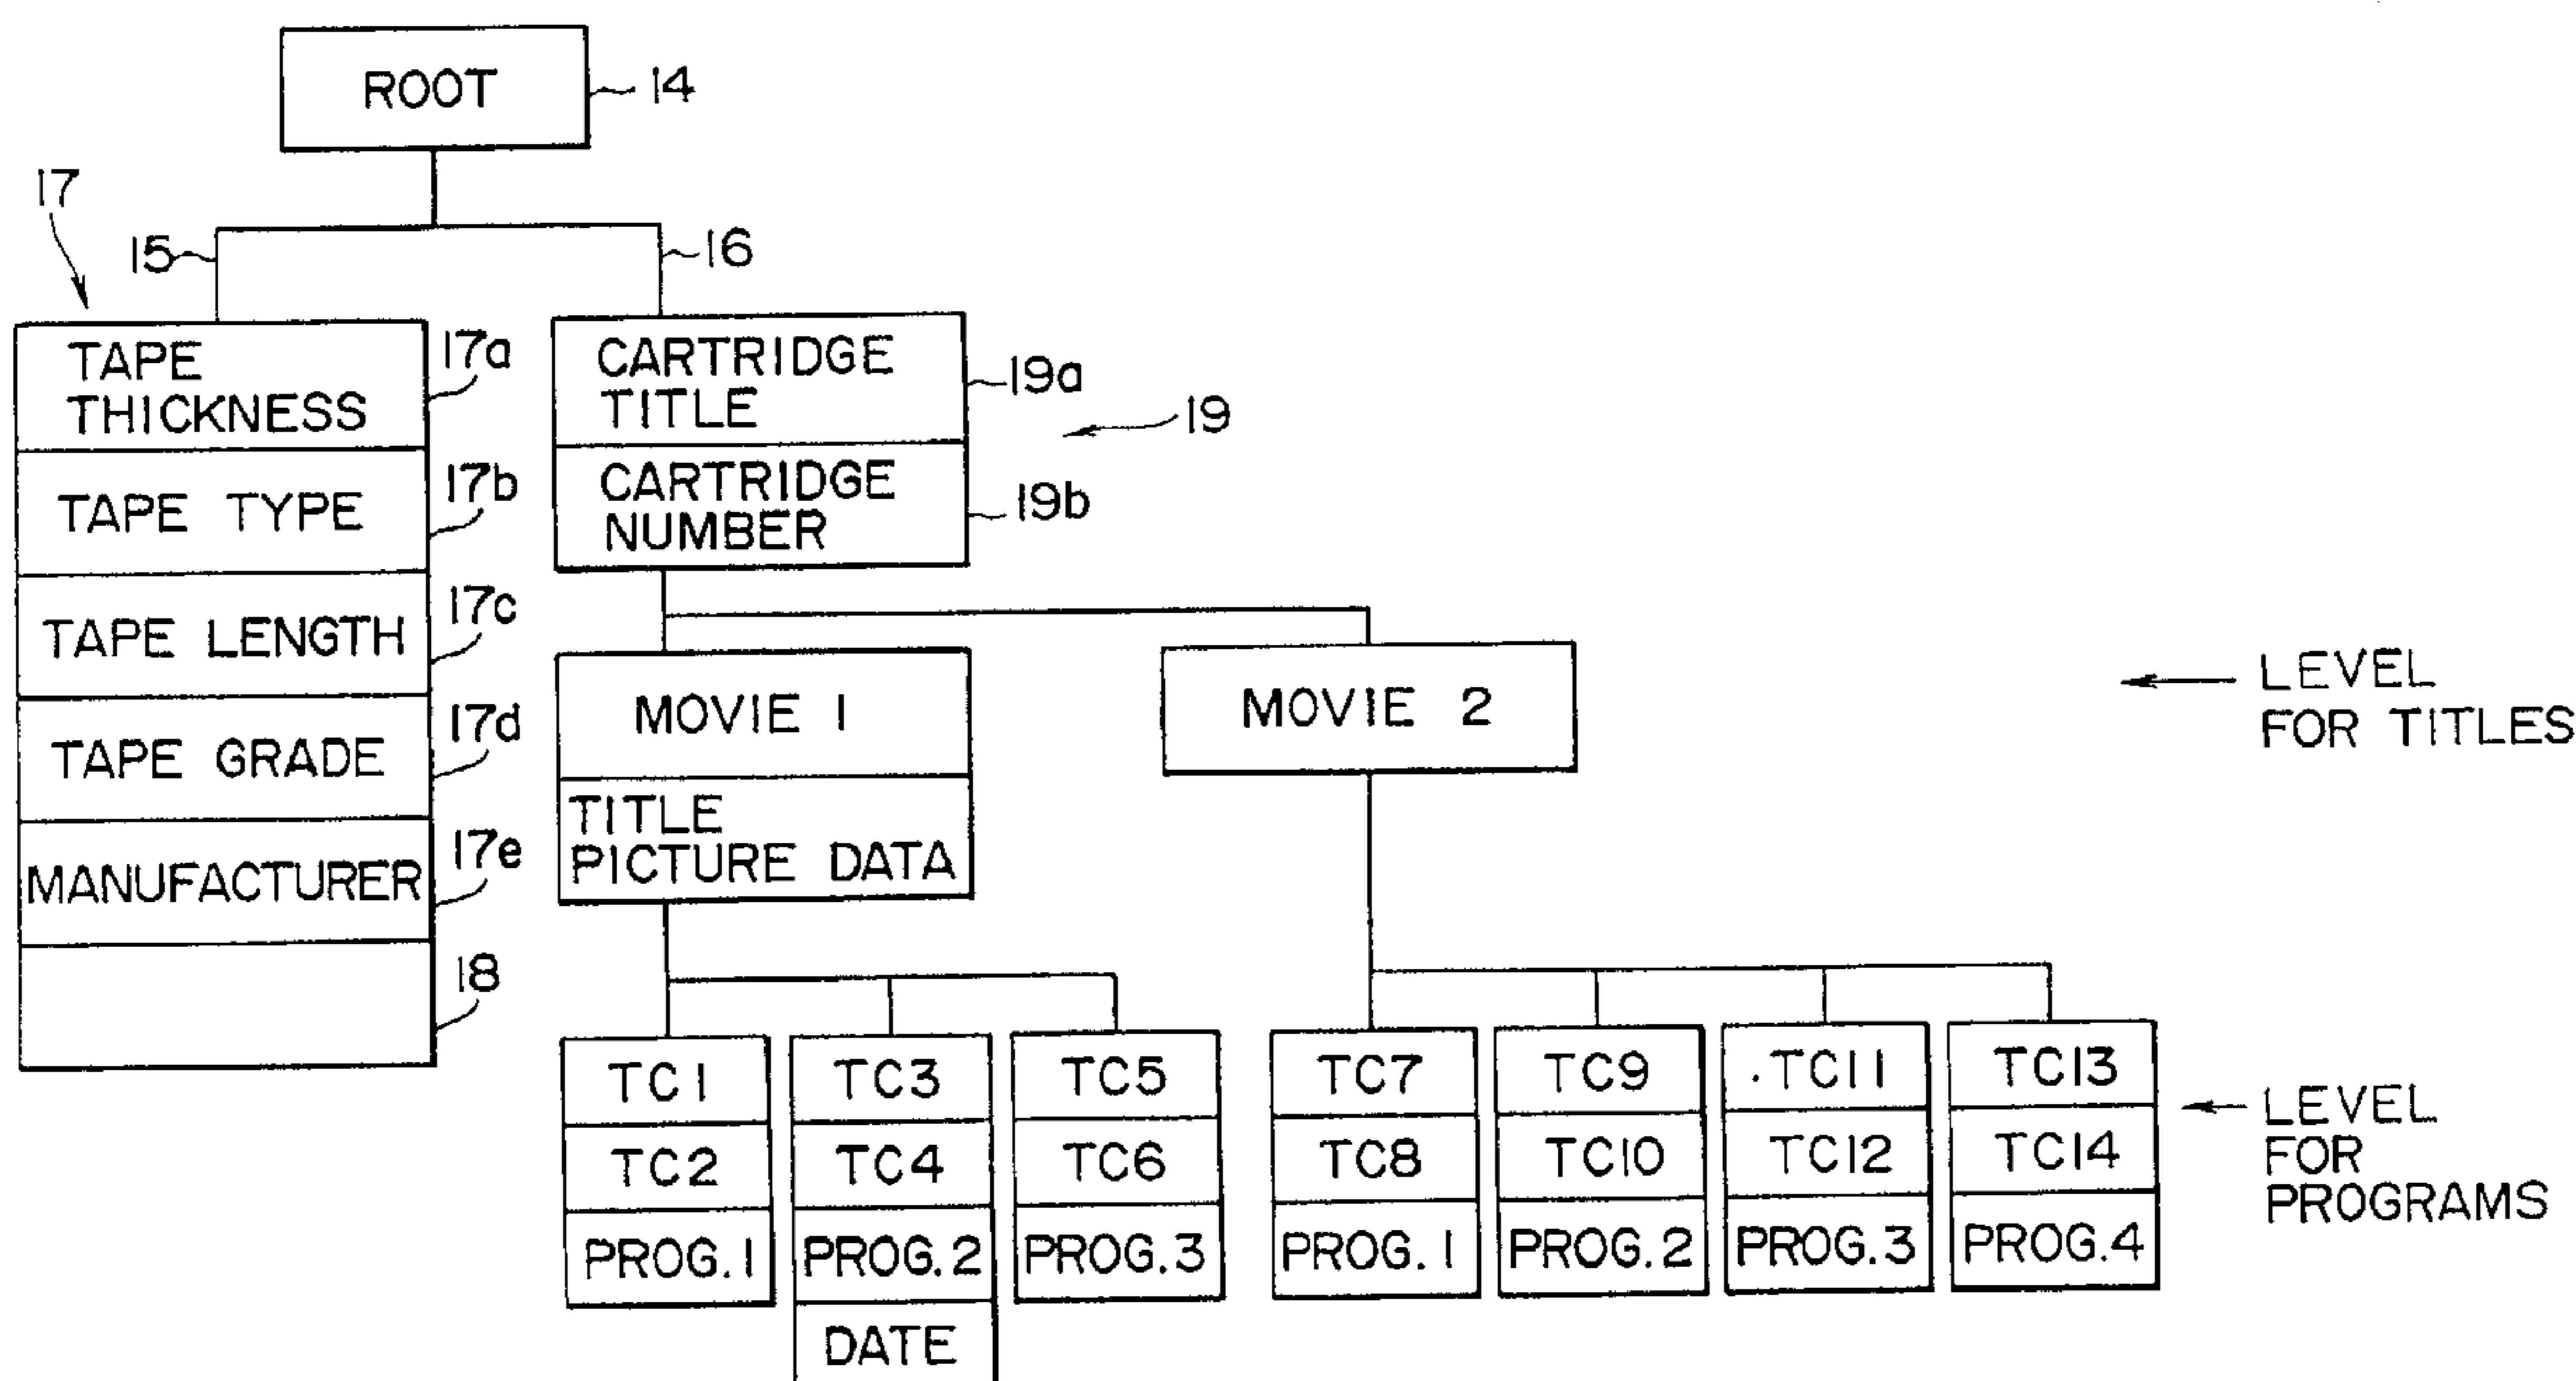 ROOT
14
17
15
16
TAPE
THICKNESS
17a
TAPE TYPE
17b
TAPE LENGTH
17c
TAPE GRADE
17d
MANUFACTURER
17e
18
CARTRIDGE
TITLE
19a
19
CARTRIDGE
NUMBER
19b
MOVIE 1
TITLE
PICTURE DATA
MOVIE 2
LEVEL
FOR TITLES
TC1
TC2
PROG.1
TC3
TC4
PROG.2
DATE
TC5
TC6
PROG.3
TC7
TC8
PROG.1
TC9
TC10
PROG.2
TC11
TC12
PROG.3
TC13
TC14
PROG.4
LEVEL
FOR
PROGRAMS